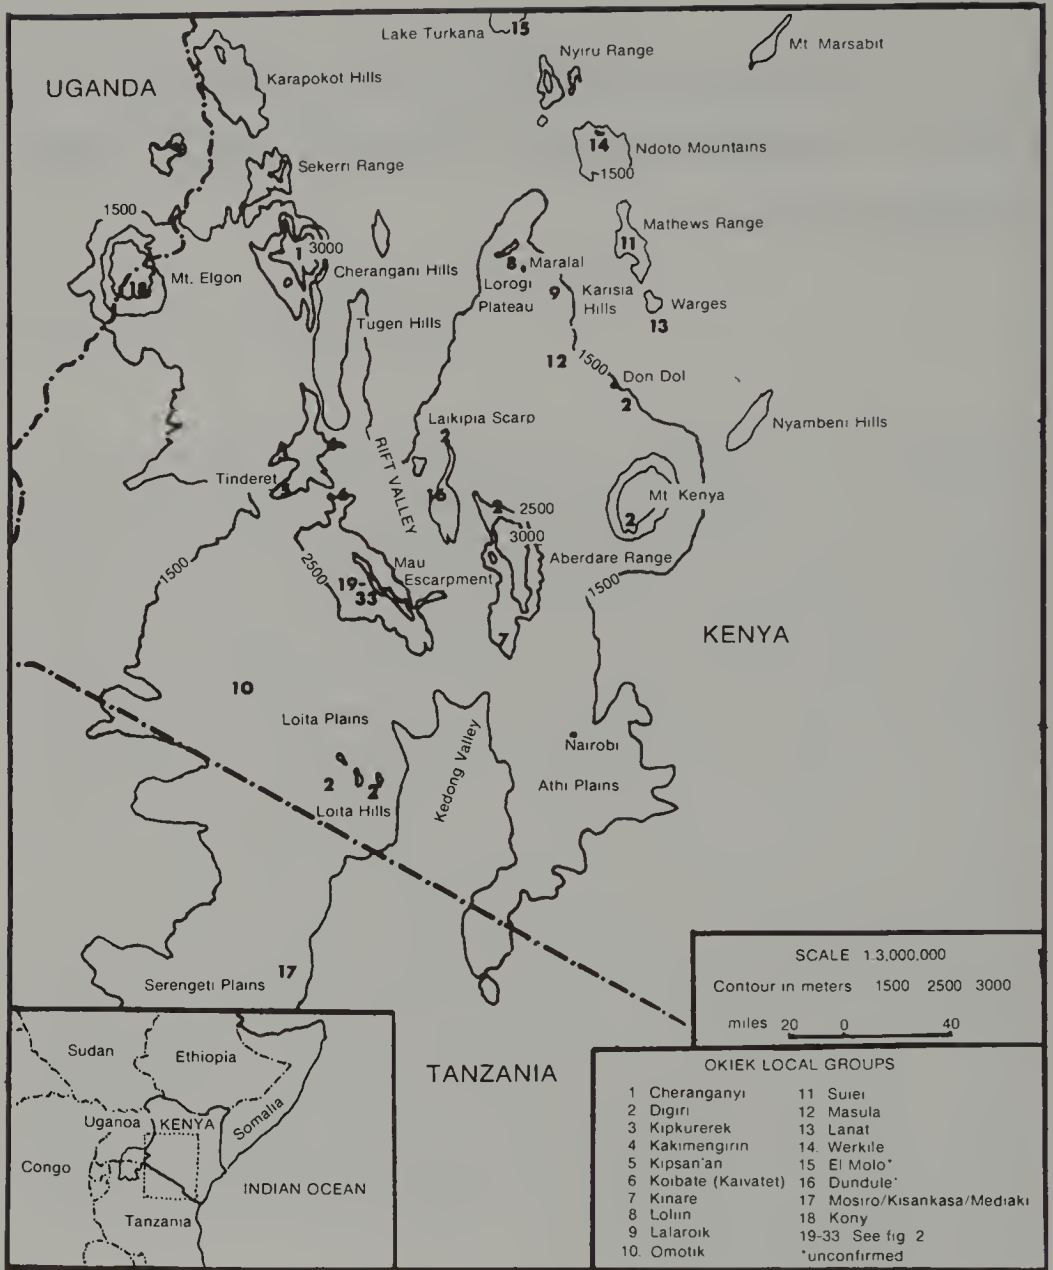 Lake Turkana
15
Nyiru Range
Mt Marsabit
UGANDA
Karapokot Hills
14
Ndoto Mountains
1500
Sekerri Range
1500
Mathews Range
11
1 3000
Cherangani Hills
Mt. Elgon
18
8 Maralal
Lorogi
Plateau
9
Karisia
Hills
Warges
13
Tugen Hills
12
1500
Don Dol
2
Laikipia Scarp
2
Nyambeni Hills
RIFT VALLEY
Tinderet
5
6
16
2
2500
3000
Mt Kenya
2
Aberdare Range
1500
1500
2500
Mau
Escarpment
19-
33
7
KENYA
10
Loita Plains
Kedong Valley
Nairobi
Athi Plains
2
2
Loita Hills
17
Serengeti Plains
TANZANIA
SCALE 1:3,000,000
Contour in meters 1500 2500 3000
miles 20 0 40
Sudan
Ethiopia
Uganoa
KENYA
Somalia
Congo
INDIAN OCEAN
Tanzania
OKIEK LOCAL GROUPS
1 Cheranganyi
2 Digiri
3 Kipkurerek
4 Kakimengirin
5 Kipsan'an
6 Koibate (Kaivatet)
7 Kinare
8 Loliin
9 Lalaroik
10. Omotik
11 Suiei
12 Masula
13 Lanat
14. Werkile
15 El Molo*
16 Dundule*
17 Mosiro/Kisankasa/Mediaki
18 Kony
19-33 See fig 2
*unconfirmed